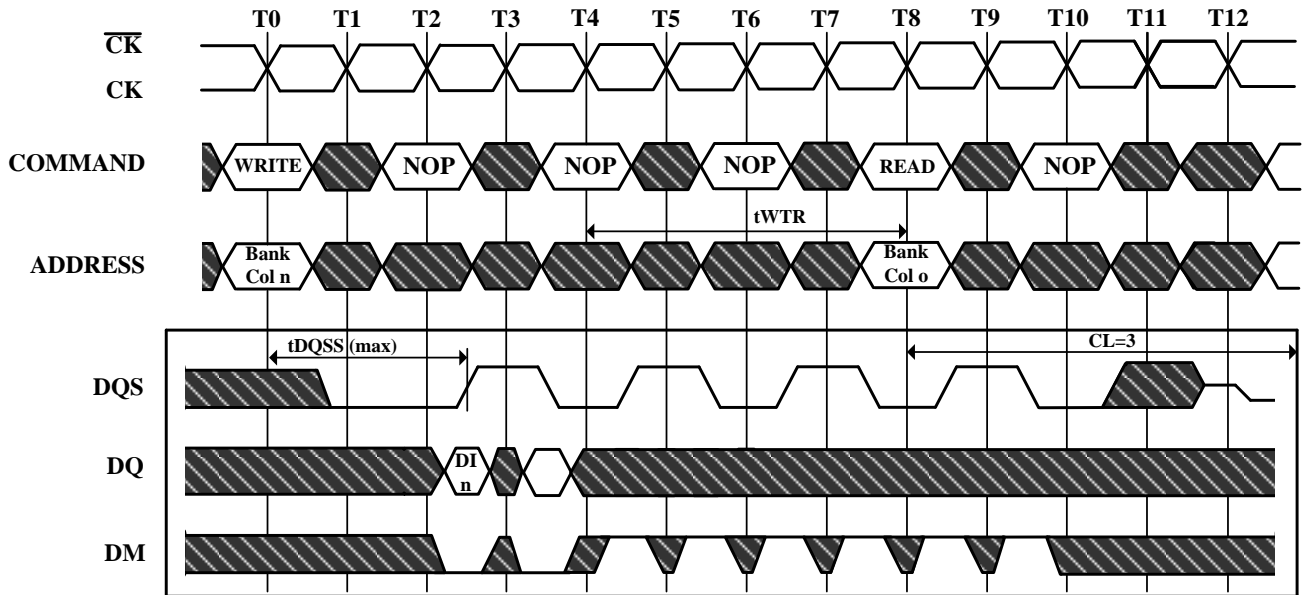 T0 T1 T2 T3 T4 T5 T6 T7 T8 T9 T10 T11 T12
CK
CK
COMMAND WRITE NOP NOP NOP READ NOP
tWTR
ADDRESS Bank Col n Bank Col o
tDQSS (max) CL=3
DQS
DQ DI n
DM